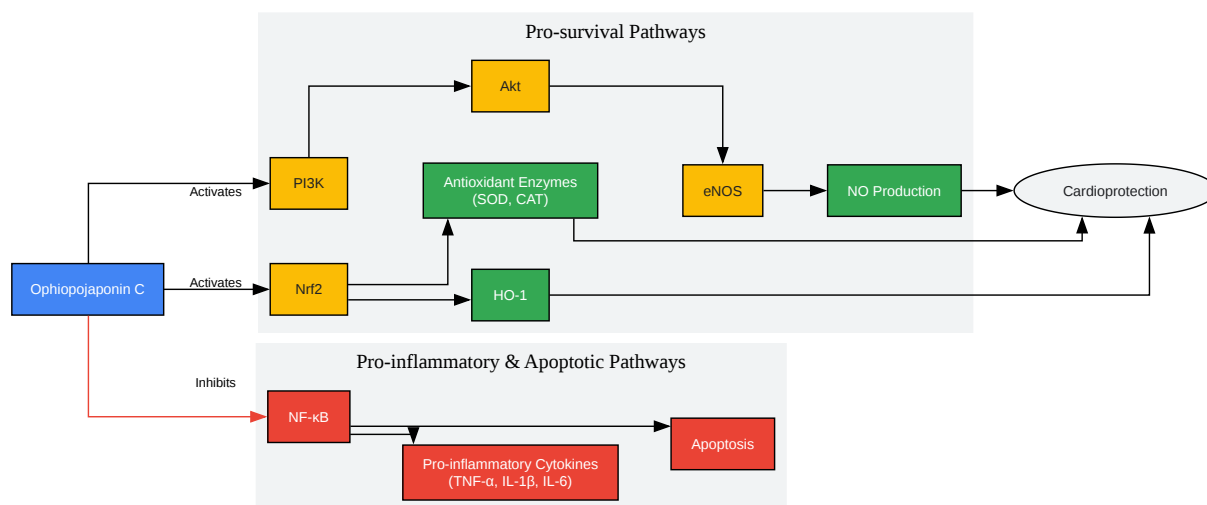 Pro-survival Pathways
Akt
PI3K
Activates
Antioxidant Enzymes
(SOD, CAT)
eNOS
NO Production
Cardioprotection
Ophiopojaponin C
Activates
Nrf2
HO-1
Pro-inflammatory & Apoptotic Pathways
Inhibits
NF-κB
Apoptosis
Pro-inflammatory Cytokines
(TNF-α, IL-1β, IL-6)